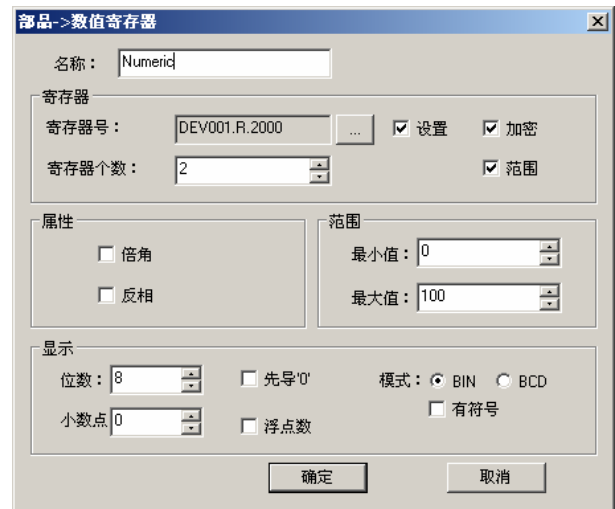 部品->数值寄存器
名称： Numeric
寄存器
寄存器号： DEV001.R.2000 ... 设置 加密
寄存器个数： 2 范围
属性
倍角
反相
范围
最小值： 0
最大值： 100
显示
位数： 8 先导'0' 模式： BIN BCD
小数点 0 浮点数 有符号
确定 取消